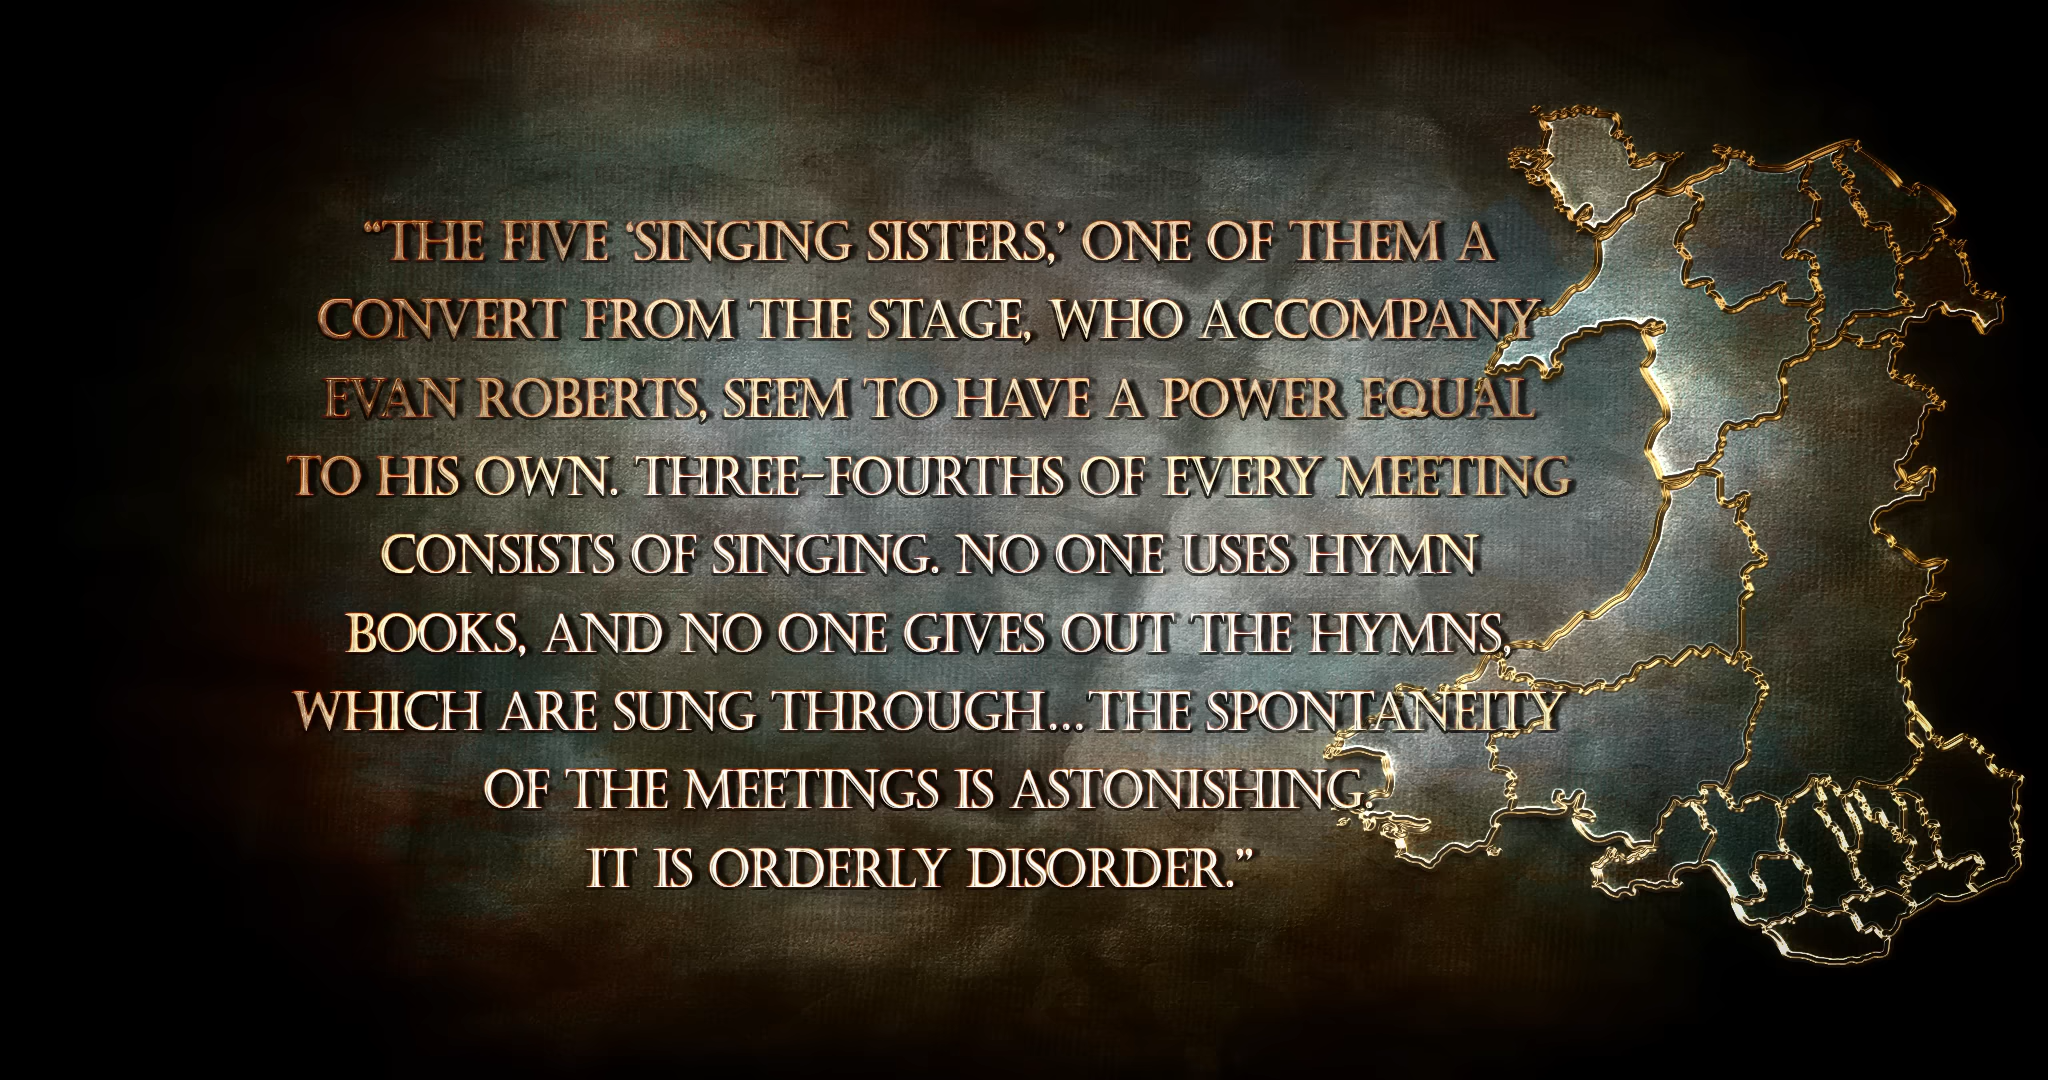 “THE FIVE ‘SINGING SISTERS,’ ONE OF THEM A
CONVERT FROM THE STAGE, WHO ACCOMPANY
EVAN ROBERTS, SEEM TO HAVE A POWER EQUAL
TO HIS OWN. THREE-FOURTHS OF EVERY MEETING
CONSISTS OF SINGING. NO ONE USES HYMN
BOOKS, AND NO ONE GIVES OUT THE HYMNS,
WHICH ARE SUNG THROUGH...THE SPONTANEITY
OF THE MEETINGS IS ASTONISHING.
IT IS ORDERLY DISORDER.”